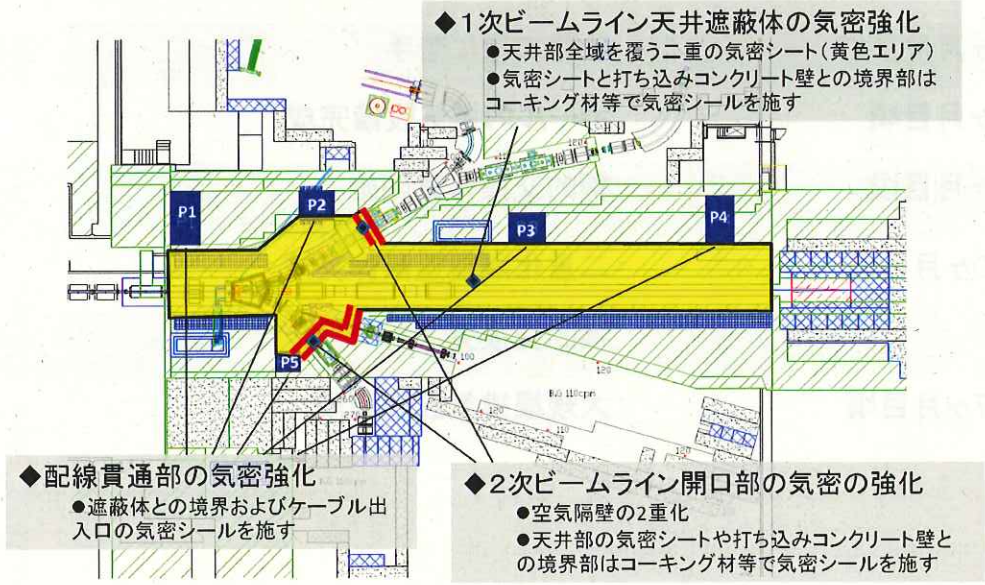 ◆1次ビームライン天井遮蔽体の気密強化
●天井部全域を覆う二重の気密シート(黄色エリア)
●気密シートと打ち込みコンクリート壁との境界部は
コーキング材等で気密シールを施す
P1
P2
P3
P4
P5
100
120
BG 110cpm
120
110
120
◆配線貫通部の気密強化
●遮蔽体との境界およびケーブル出
入口の気密シールを施す
◆2次ビームライン開口部の気密の強化
●空気隔壁の2重化
●天井部の気密シートや打ち込みコンクリート壁と
の境界部はコーキング材等で気密シールを施す